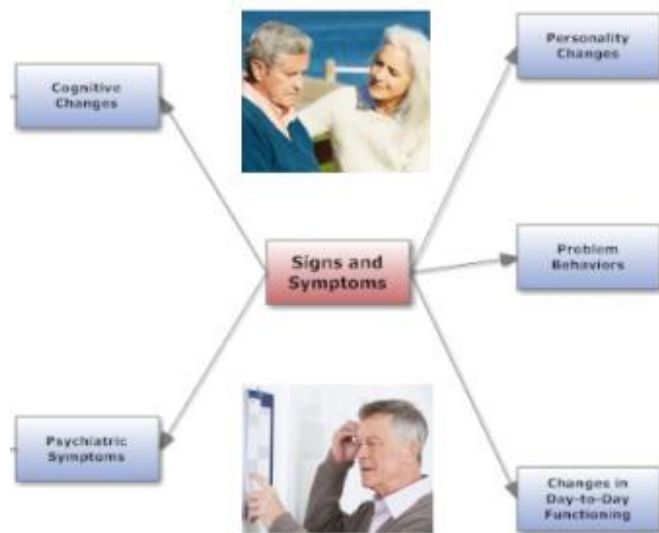 Personality
Changes
Cognitive
Changes
Signs and
Symptoms
Problem
Behaviors
Psychiatric
Symptoms
Changes in
Day-to-Day
Functioning